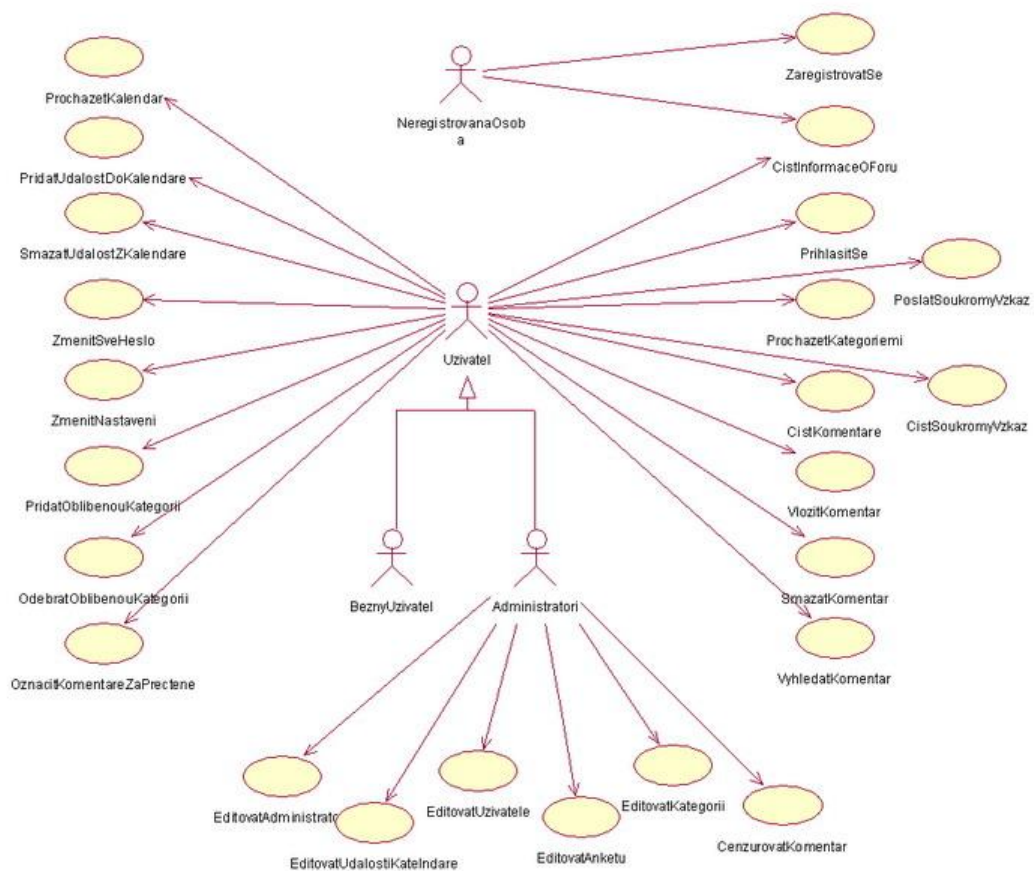 ZaregistrovatSe
ProchazetKalendar
NeregistrovanaOsob
a
CistInformaceOForu
PridatUdalostDoKalendare
SmazatUdalostZKalendare
PrihlasitSe
PoslatSoukromyVzkaz
ZmenitSveHeslo
ProchazetKategoriemi
Uzivatel
ZmenitNastaveni
CistKomentare
CistSoukromyVzkaz
PridatOblibenouKategorii
VlozitKomentar
OdebratOblibenouKategorii
BeznyUzivatel
Administratori
SmazatKomentar
OznacitKomentareZaPrectene
VyhledatKomentar
EditovatAdministrato
EditovatUzivatele
EditovatKategorii
EditovatUdalostiKatelndare
EditovatAnketu
CenzurovatKomentar